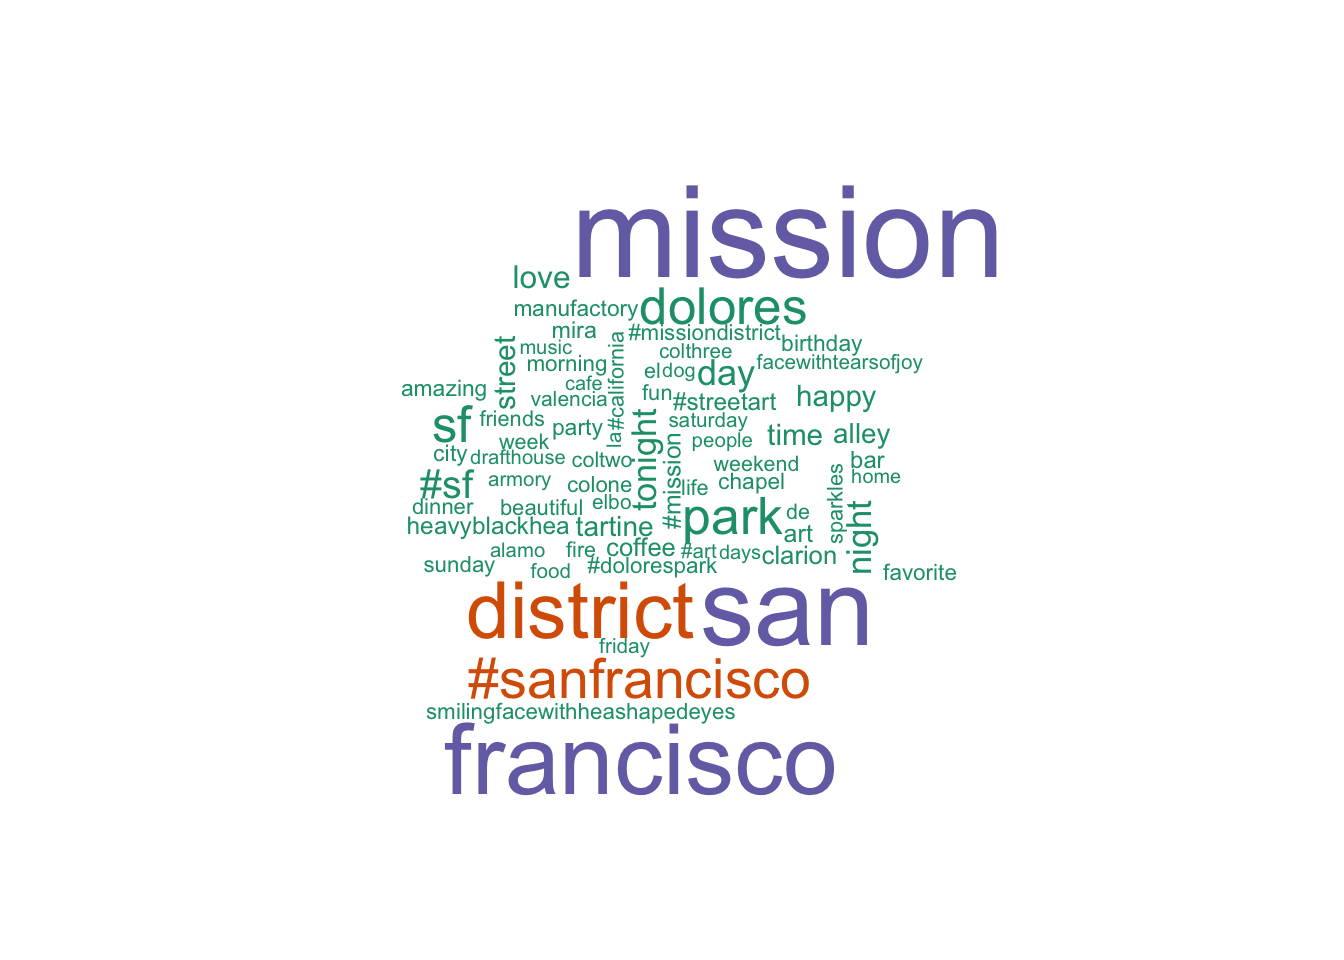 mission
love
manufactory
dolores
mira
#missiondistrict
birthday
music
colthree
facewithtearsofjoy
street
morning
#california
el
dog
day
amazing
cafe
valencia
fun
#streetart
happy
sf
friends
party
la
tonight
saturday
time
alley
week
people
city
drafthouse
coltwo
#mission
weekend
bar
#sf
armory
colone
life
chapel
home
dinner
beautiful
elbo
park
de
sparkles
night
heavyblackhea
tartine
art
alamo
fire
coffee
#art
days
clarion
sunday
food
#dolorespark
favorite
district
san
friday
#sanfrancisco
smilingfacewithheashapedeyes
francisco